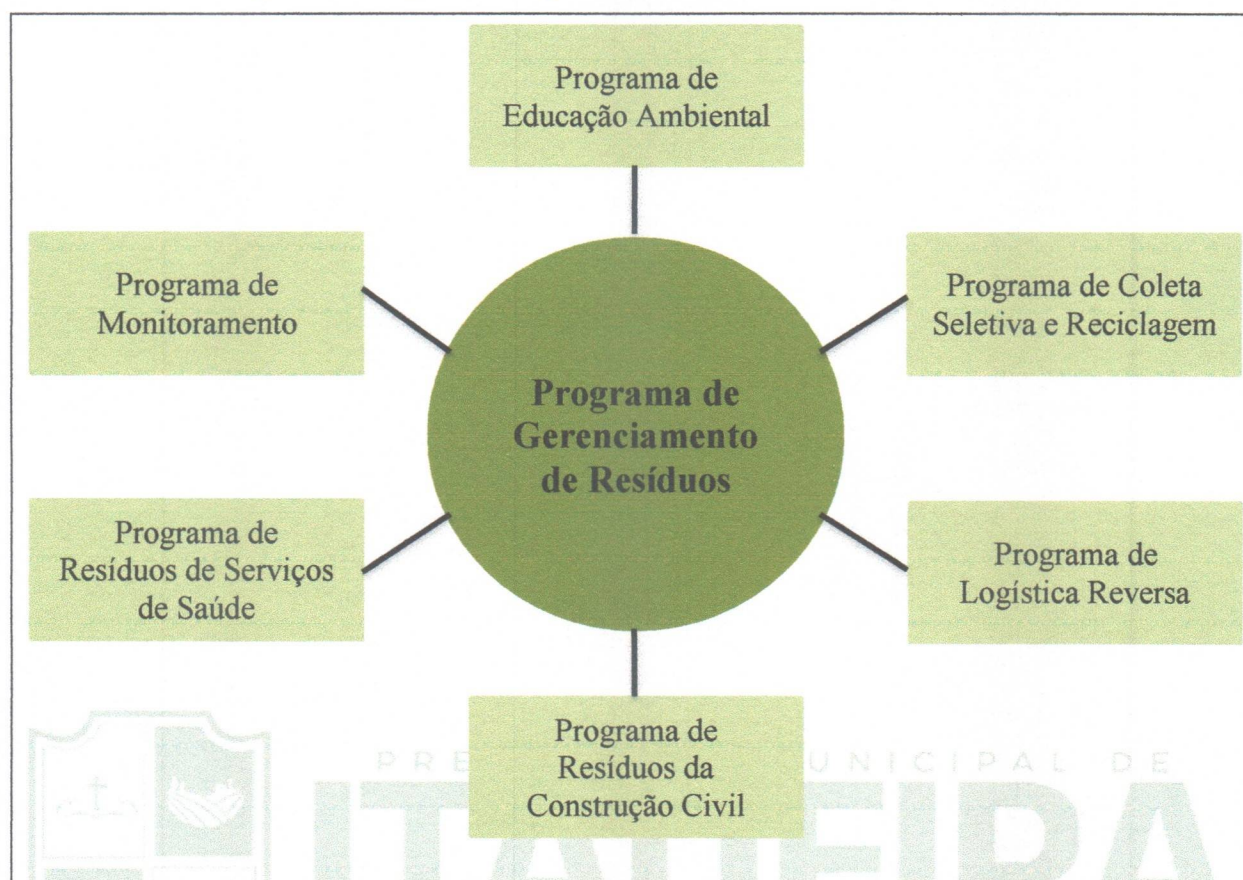 Programa de
Educação Ambiental
Programa de
Monitoramento
Programa de Coleta
Seletiva e Reciclagem
Programa de
Gerenciamento
de Resíduos
Programa de
Resíduos de Serviços
de Saúde
Programa de
Logística Reversa
Programa de
Resíduos da
Construção Civil
DE